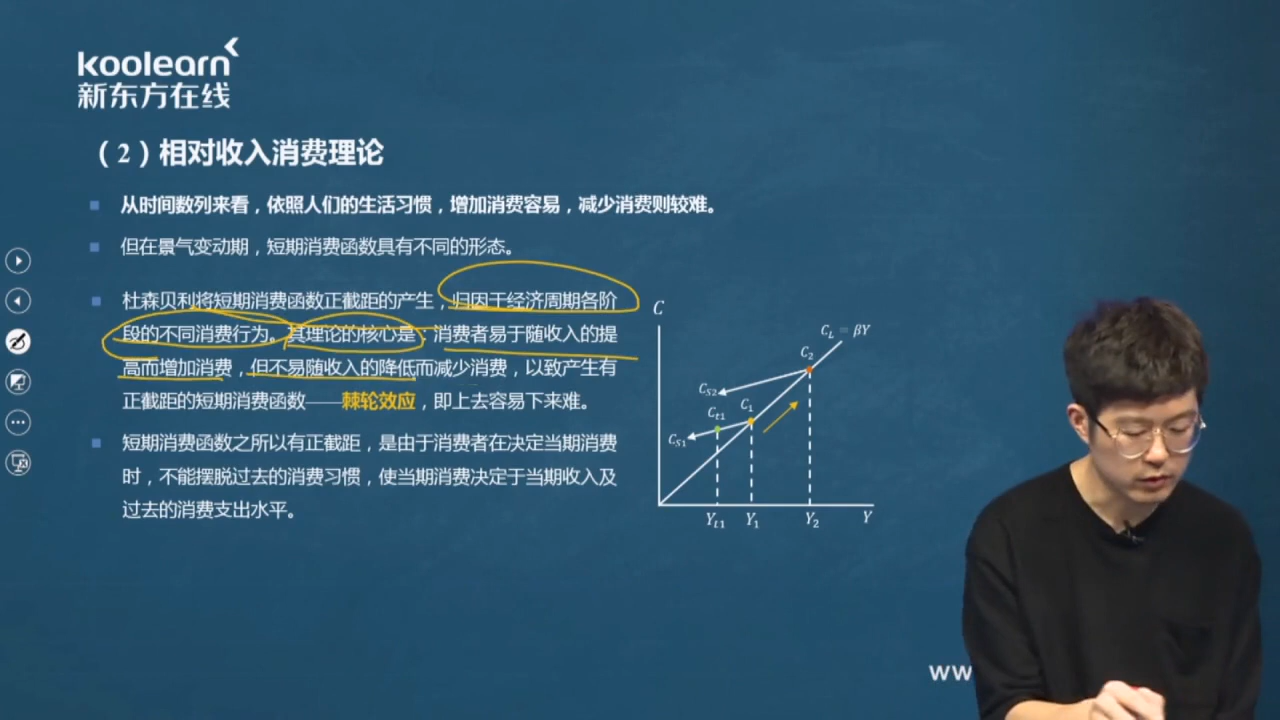 koolearn
新东方在线
（2）相对收入消费理论
从时间数列来看，依照人们的生活习惯，增加消费容易，减少消费则较难。
但在景气变动期，短期消费函数具有不同的形态。
杜森贝利将短期消费函数正截距的产生，归因于经济周期各阶
段的不同消费行为。其理论的核心是：消费者易于随收入的提
高而增加消费，但不易随收入的降低而减少消费，以致产生有
正截距的短期消费函数——棘轮效应，即上去容易下来难。
短期消费函数之所以有正截距，是由于消费者在决定当期消费
时，不能摆脱过去的消费习惯，使当期消费决定于当期收入及
过去的消费支出水平。
C
C_L = βY
C_2
C_S2
C_t1
C_1
C_S1
Y_t1
Y_1
Y_2
Y
ww